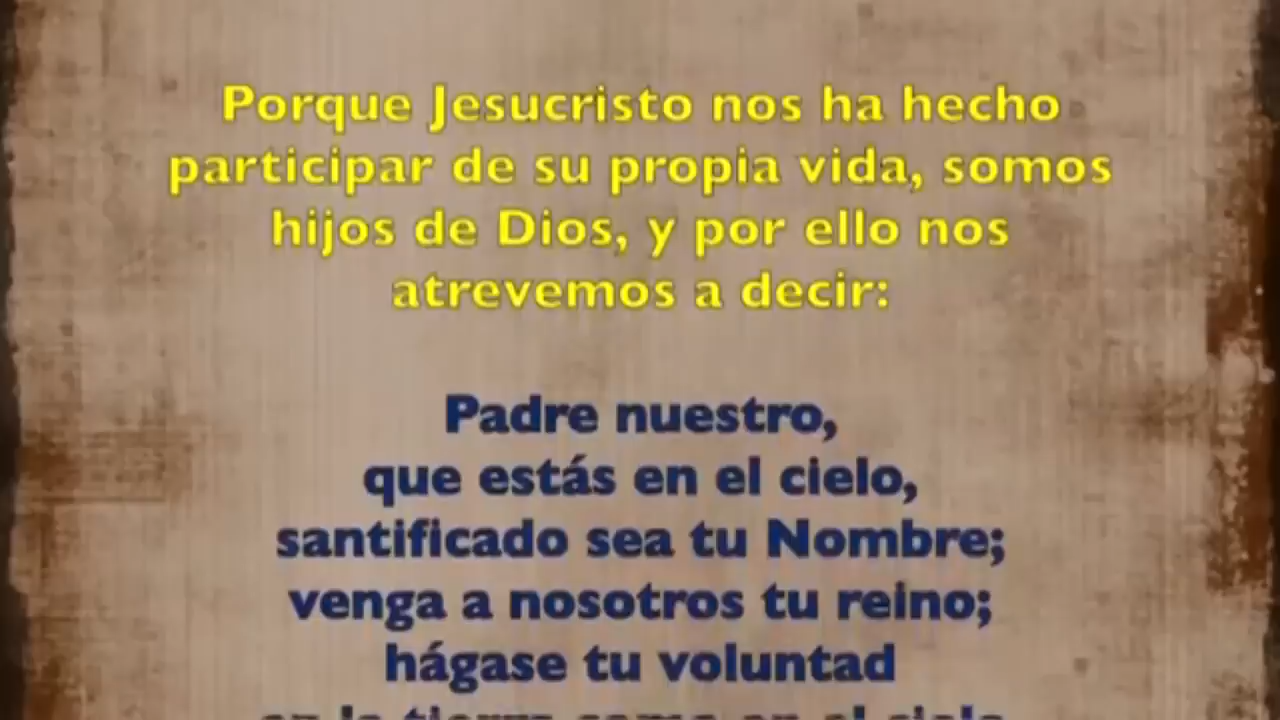 Porque Jesucristo nos ha hecho
participar de su propia vida, somos
hijos de Dios, y por ello nos
atrevemos a decir:
Padre nuestro,
que estás en el cielo,
santificado sea tu Nombre;
venga a nosotros tu reino;
hágase tu voluntad